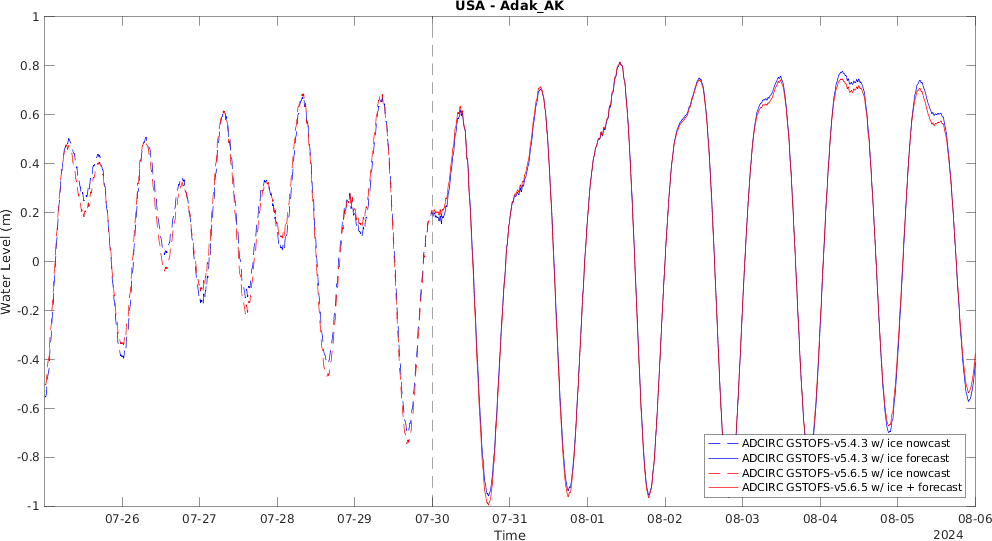 USA - Adak_AK
Water Level (m)
1
0.8
0.6
0.4
0.2
0
-0.2
-0.4
-0.6
-0.8
-1
ADCIRC GSTOFS-v5.4.3 w/ ice nowcast
ADCIRC GSTOFS-v5.4.3 w/ ice forecast
ADCIRC GSTOFS-v5.6.5 w/ ice nowcast
ADCIRC GSTOFS-v5.6.5 w/ ice + forecast
07-26 07-27 07-28 07-29 07-30 07-31 08-01 08-02 08-03 08-04 08-05 08-06
Time
2024